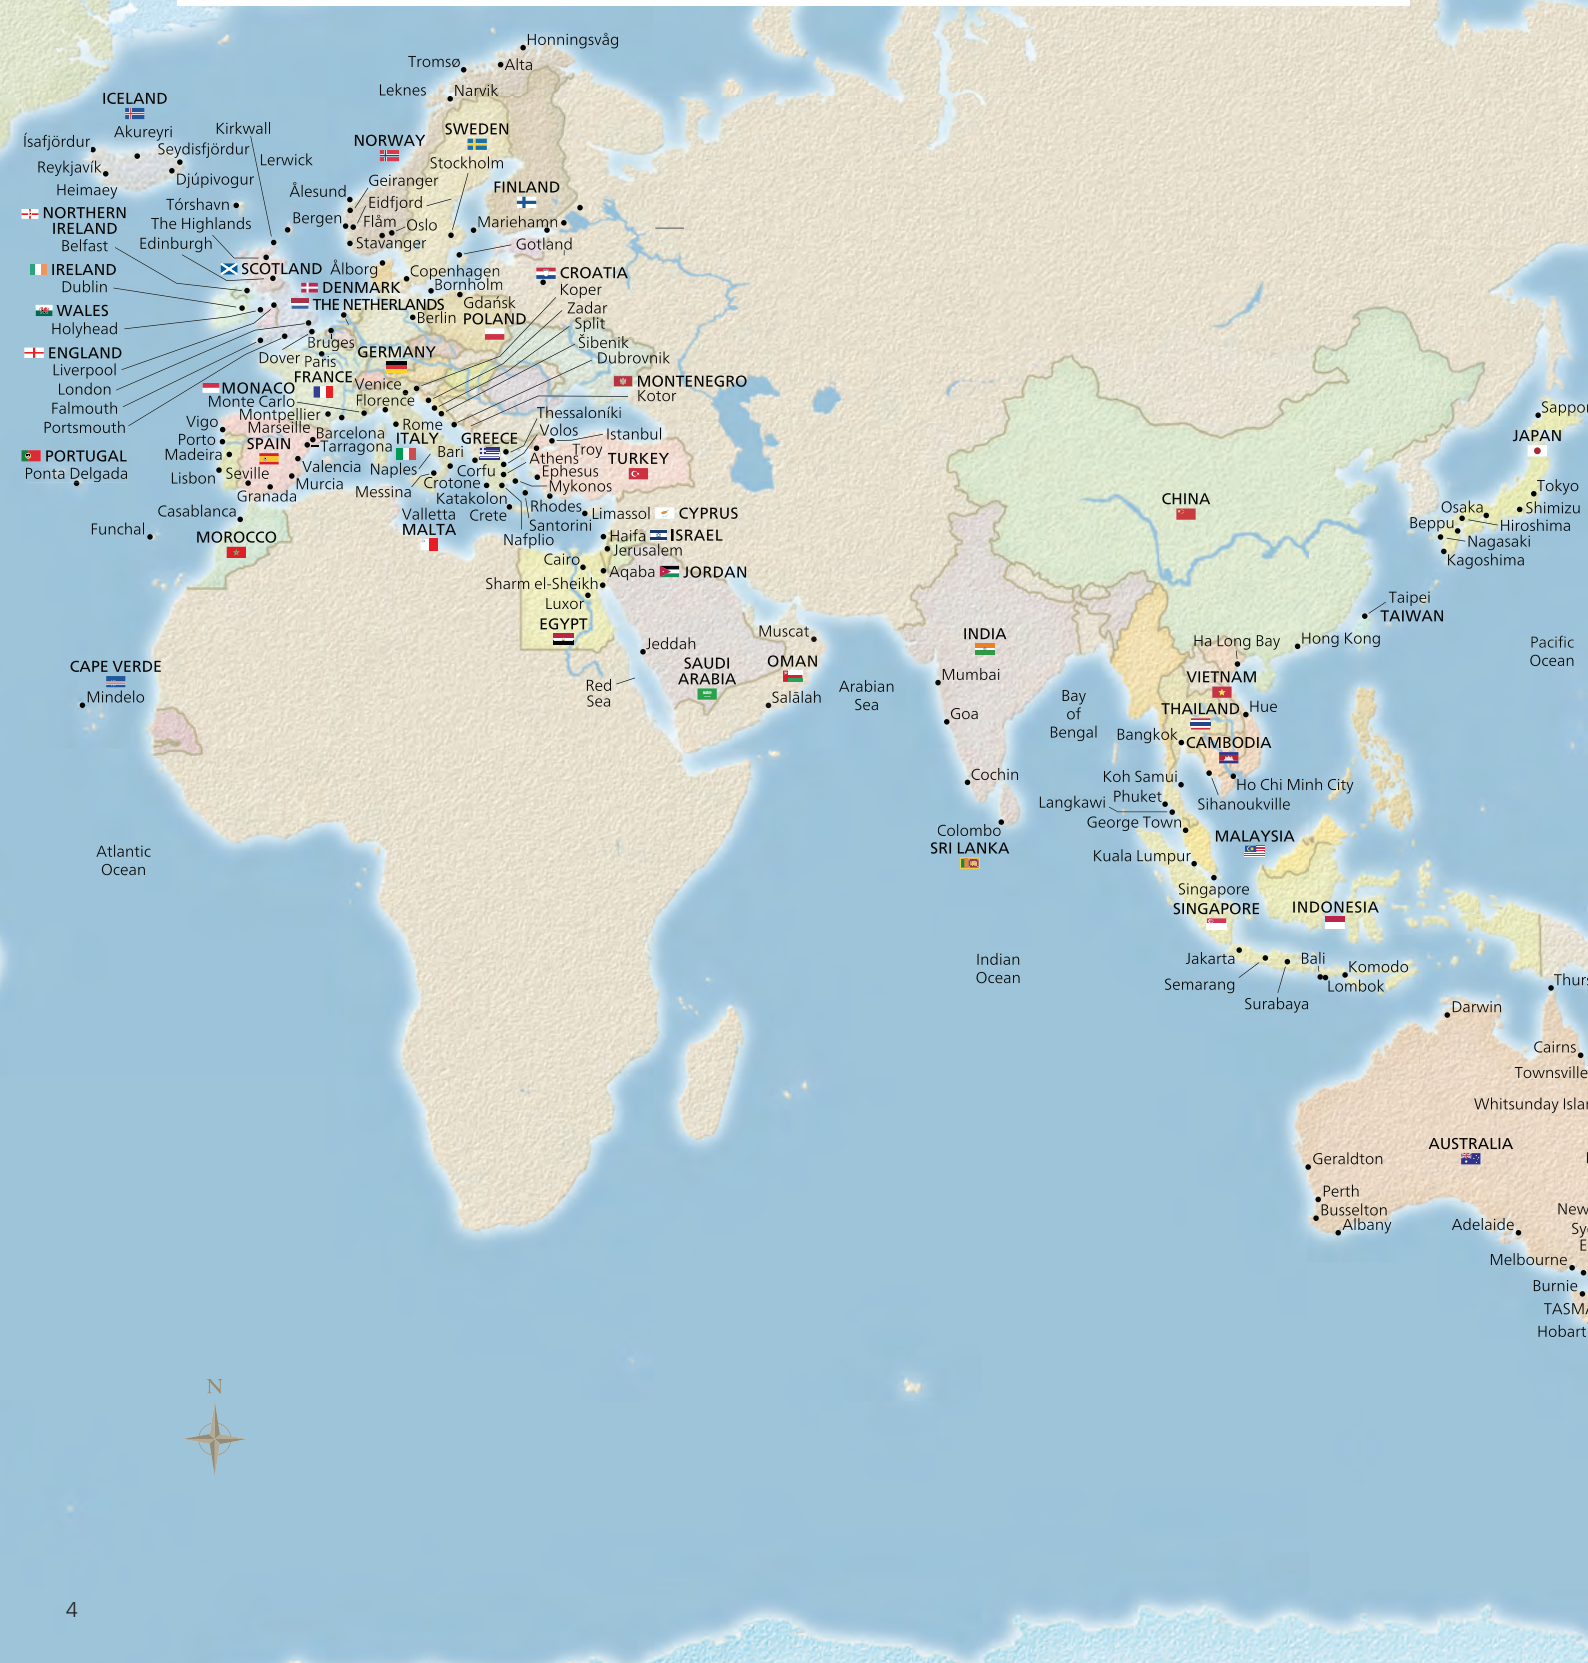 Honningsvåg
Tromsø
Alta
Leknes
Narvik
ICELAND
Akureyri
Kirkwall
Ísafjördur
Seydisfjördur
Lerwick
Reykjavík
Djúpivogur
Heimaey
NORWAY
SWEDEN
Stockholm
Geiranger
FINLAND
Ålesund
Eidfjord
Tórshavn
Bergen
Flåm
Oslo
Mariehamn
Stavanger
Gotland
NORTHERN
IRELAND
The Highlands
Belfast
Edinburgh
IRELAND
SCOTLAND
Ålborg
Copenhagen
CROATIA
Dublin
DENMARK
Bornholm
Koper
WALES
THE NETHERLANDS
Gdańsk
Zadar
Holyhead
Berlin
POLAND
Split
Bruges
Šibenik
ENGLAND
Dover
Paris
GERMANY
Dubrovnik
Liverpool
FRANCE
London
MONACO
Venice
MONTENEGRO
Falmouth
Monte Carlo
Florence
Kotor
Portsmouth
Montpellier
Thessaloníki
Vigo
Marseille
Rome
Volos
Istanbul
Porto
SPAIN
Barcelona
ITALY
GREECE
Tarragona
Bari
Troy
PORTUGAL
Madeira
Athens
TURKEY
Ponta Delgada
Lisbon
Seville
Valencia
Naples
Corfu
Ephesus
Murcia
Crotone
Mykonos
Granada
Messina
Katakolon
Casablanca
Valletta
Crete
Rhodes
Limassol
CYPRUS
Funchal
MOROCCO
MALTA
Santorini
Nafplio
Haifa
ISRAEL
Jerusalem
Cairo
Aqaba
JORDAN
Sharm el-Sheikh
Luxor
EGYPT
Muscat
Jeddah
SAUDI
ARABIA
OMAN
Salālah
Red
Sea
Arabian
Sea
CAPE VERDE
Mindelo
Atlantic
Ocean
CHINA
Sappor
JAPAN
Tokyo
Osaka
Shimizu
Beppu
Hiroshima
Nagasaki
Kagoshima
Taipei
TAIWAN
Pacific
Ocean
INDIA
Ha Long Bay
Hong Kong
Mumbai
VIETNAM
Bay
of
Bengal
THAILAND
Hue
Goa
Bangkok
CAMBODIA
Cochin
Koh Samui
Ho Chi Minh City
Langkawi
Phuket
Sihanoukville
George Town
Colombo
SRI LANKA
MALAYSIA
Kuala Lumpur
Singapore
SINGAPORE
INDONESIA
Indian
Ocean
Jakarta
Bali
Komodo
Semarang
Lombok
Surabaya
Thurs
Darwin
Cairns
Townsville
Whitsunday Islan
AUSTRALIA
Geraldton
Perth
Busselton
Albany
Adelaide
New
Sy
E
Melbourne
Burnie
TASMA
Hobart
N
4